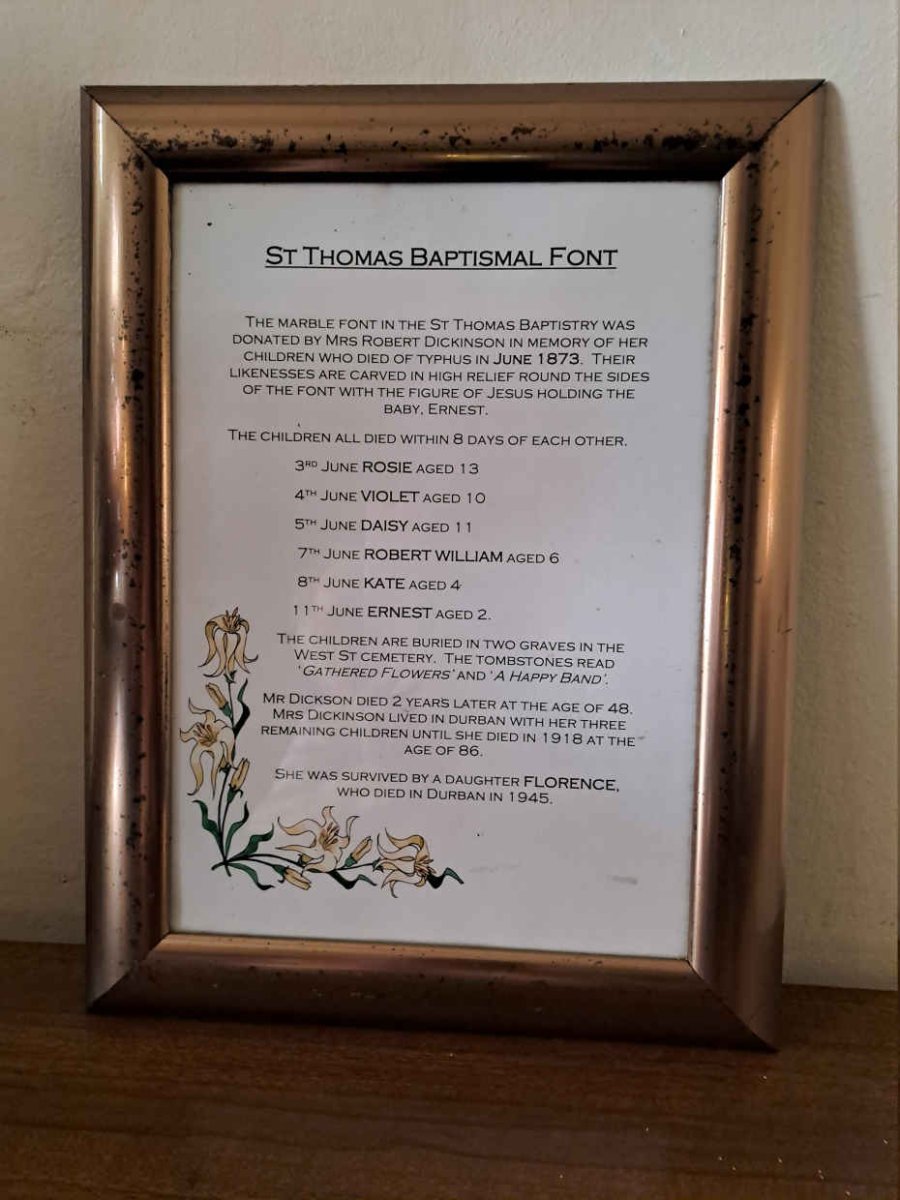 ST THOMAS BAPTISMAL FONT
THE MARBLE FONT IN THE ST THOMAS BAPTISTRY WAS
DONATED BY MRS ROBERT DICKINSON IN MEMORY OF HER
CHILDREN WHO DIED OF TYPHUS IN JUNE 1873. THEIR
LIKENESSES ARE CARVED IN HIGH RELIEF ROUND THE SIDES
OF THE FONT WITH THE FIGURE OF JESUS HOLDING THE
BABY, ERNEST.
THE CHILDREN ALL DIED WITHIN 8 DAYS OF EACH OTHER.
3RD JUNE ROSIE AGED 13
4TH JUNE VIOLET AGED 10
5TH JUNE DAISY AGED 11
7TH JUNE ROBERT WILLIAM AGED 6
8TH JUNE KATE AGED 4
11TH JUNE ERNEST AGED 2.
THE CHILDREN ARE BURIED IN TWO GRAVES IN THE
WEST ST CEMETERY. THE TOMBSTONES READ
'GATHERED FLOWERS' AND 'A HAPPY BAND'.
MR DICKSON DIED 2 YEARS LATER AT THE AGE OF 48.
MRS DICKINSON LIVED IN DURBAN WITH HER THREE
REMAINING CHILDREN UNTIL SHE DIED IN 1918 AT THE
AGE OF 86.
SHE WAS SURVIVED BY A DAUGHTER FLORENCE,
WHO DIED IN DURBAN IN 1945.